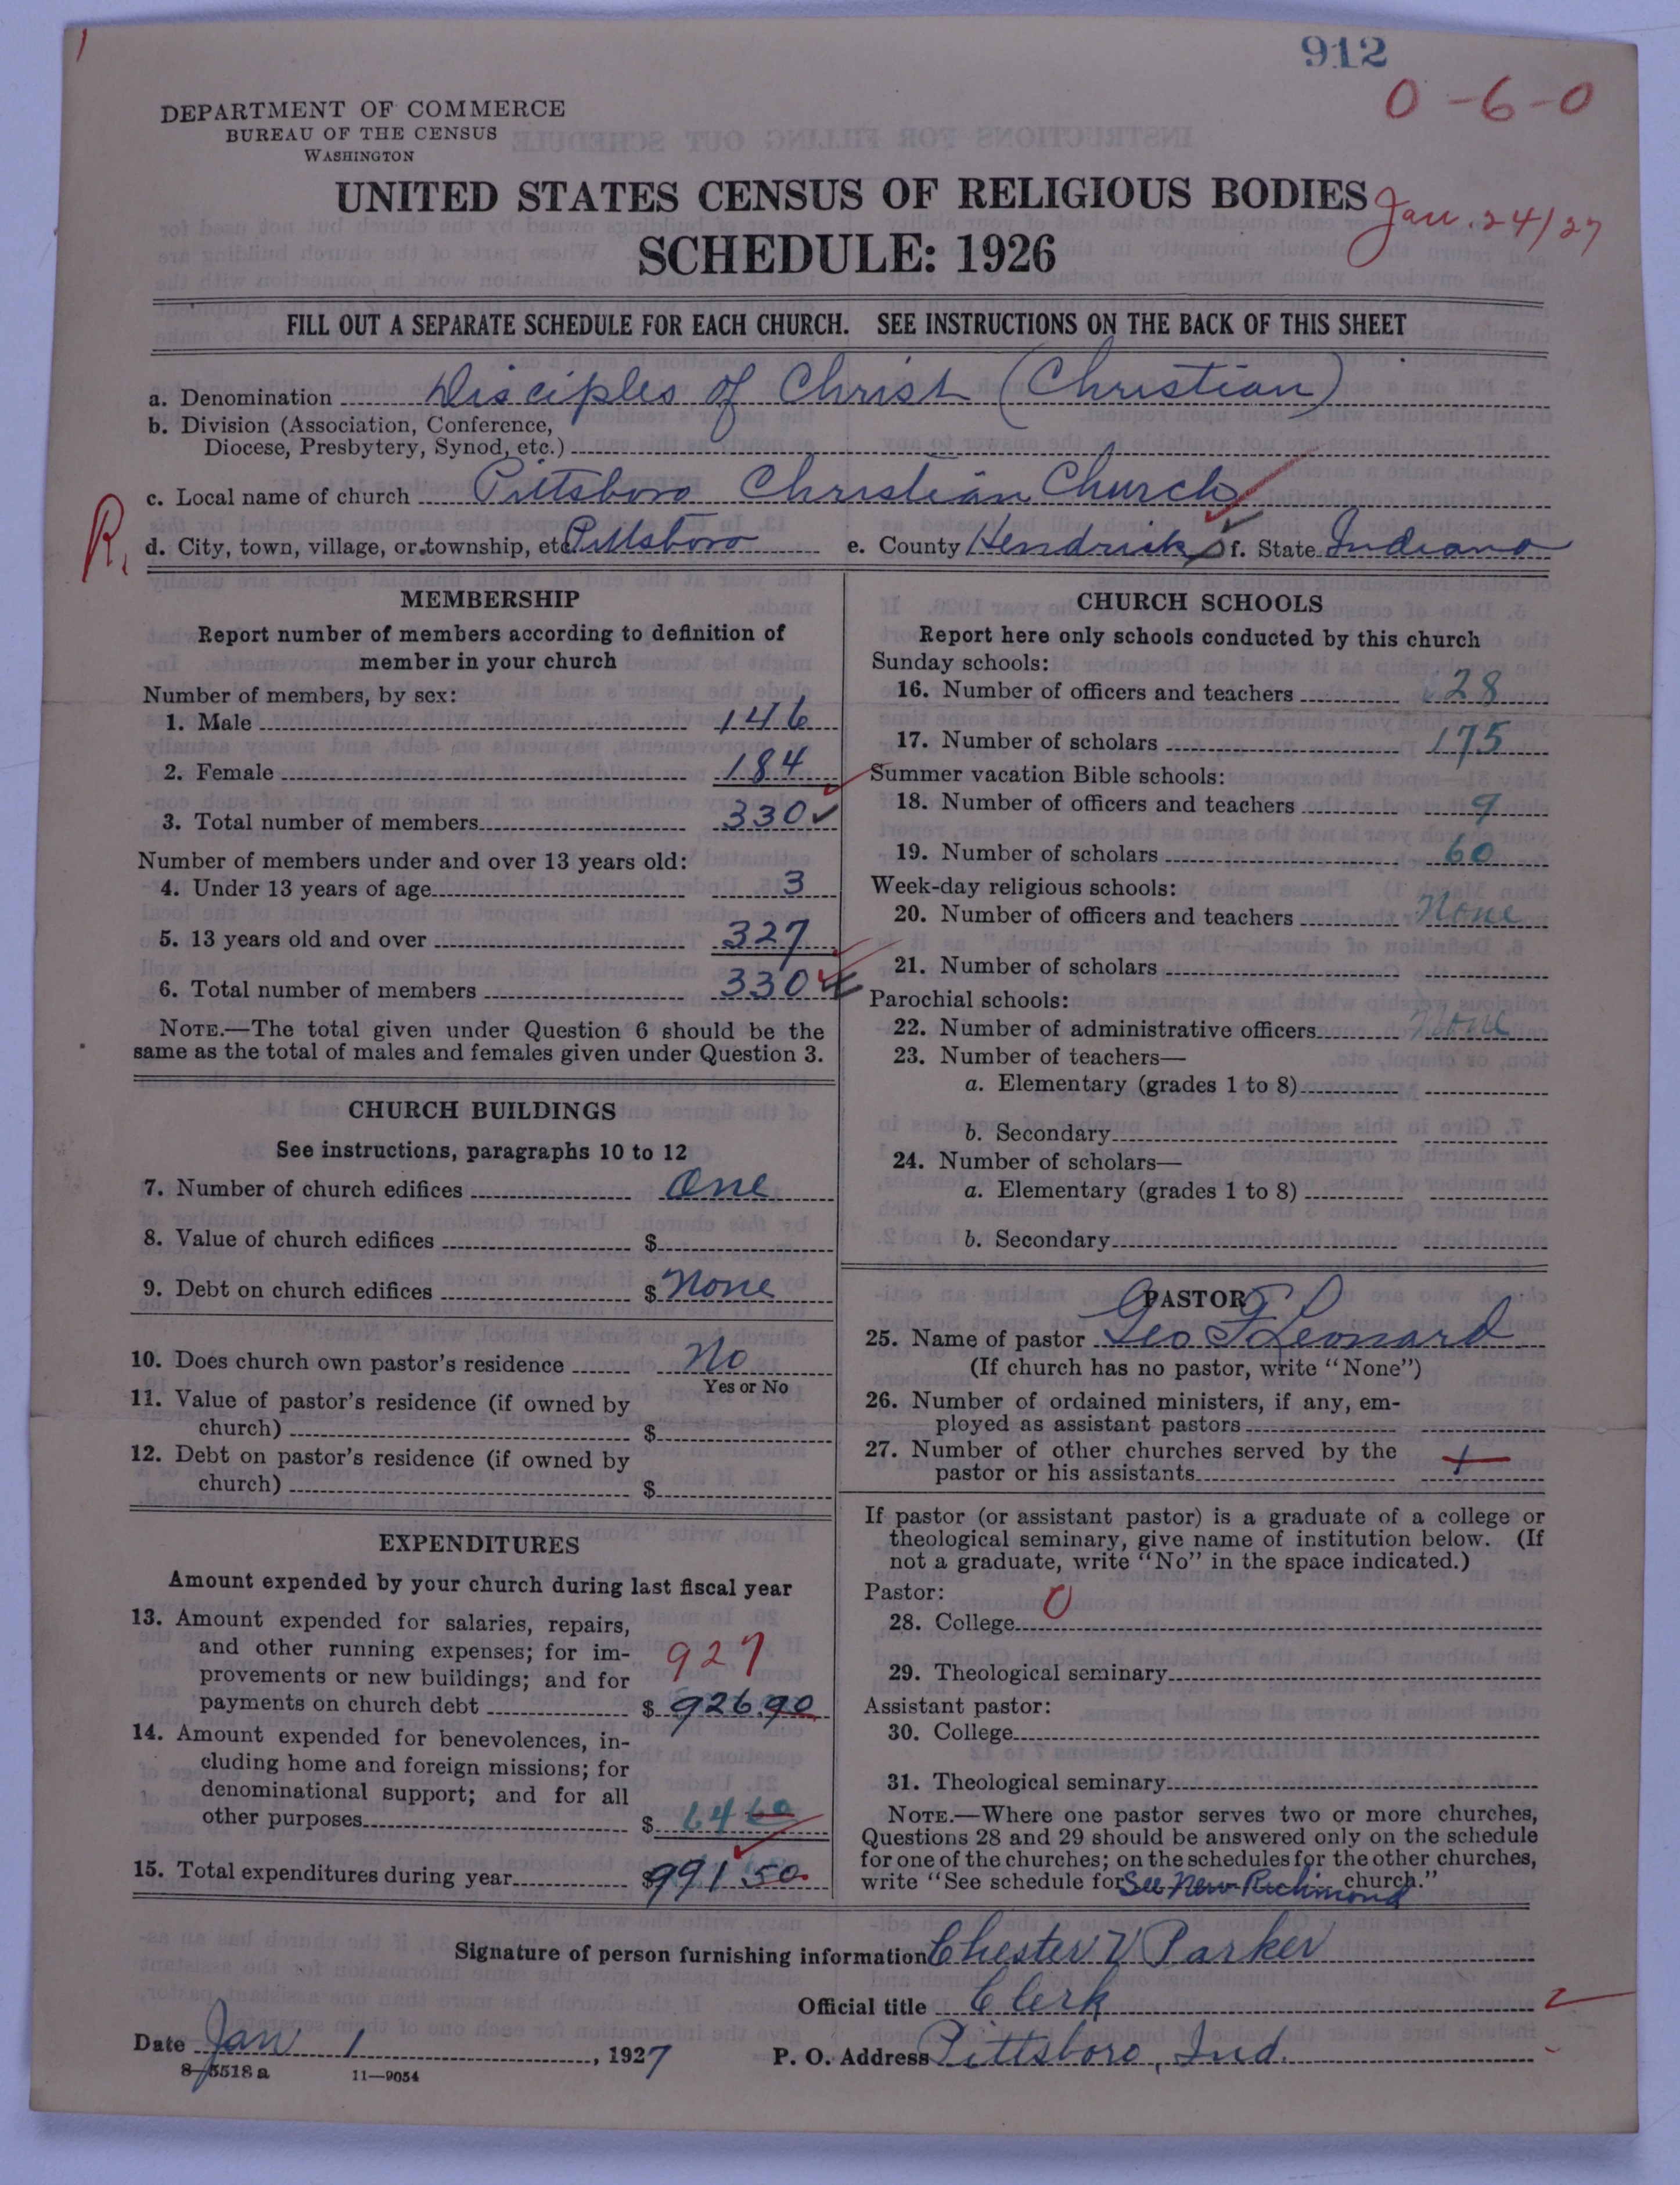 912
0-6-0
DEPARTMENT OF COMMERCE
BUREAU OF THE CENSUS
WASHINGTON
UNITED STATES CENSUS OF RELIGIOUS BODIES
Jan. 24/27
SCHEDULE: 1926
FILL OUT A SEPARATE SCHEDULE FOR EACH CHURCH. SEE INSTRUCTIONS ON THE BACK OF THIS SHEET
a. Denomination Disciples of Christ (Christian)
b. Division (Association, Conference,
Diocese, Presbytery, Synod, etc.)
c. Local name of church Pittsboro Christian Church
R.
d. City, town, village, or township, etc. Pittsboro e. County Hendricks f. State Indiana
MEMBERSHIP
Report number of members according to definition of
member in your church
Number of members, by sex:
1. Male 146
2. Female 184
3. Total number of members 330
Number of members under and over 13 years old:
4. Under 13 years of age 3
5. 13 years old and over 327
6. Total number of members 330
NOTE.—The total given under Question 6 should be the
same as the total of males and females given under Question 3.
CHURCH BUILDINGS
See instructions, paragraphs 10 to 12
7. Number of church edifices One
8. Value of church edifices $
9. Debt on church edifices $ None
10. Does church own pastor's residence No
Yes or No
11. Value of pastor's residence (if owned by
church) $
12. Debt on pastor's residence (if owned by
church) $
EXPENDITURES
Amount expended by your church during last fiscal year
13. Amount expended for salaries, repairs,
and other running expenses; for im-
provements or new buildings; and for
927
payments on church debt $ 926.90
14. Amount expended for benevolences, in-
cluding home and foreign missions; for
denominational support; and for all
other purposes $ 64 60
15. Total expenditures during year $991 50
CHURCH SCHOOLS
Report here only schools conducted by this church
Sunday schools:
16. Number of officers and teachers 28
17. Number of scholars 175
Summer vacation Bible schools:
18. Number of officers and teachers 9
19. Number of scholars 60
Week-day religious schools:
20. Number of officers and teachers None
21. Number of scholars
Parochial schools:
22. Number of administrative officers None
23. Number of teachers—
a. Elementary (grades 1 to 8)
b. Secondary
24. Number of scholars—
a. Elementary (grades 1 to 8)
b. Secondary
PASTOR
25. Name of pastor Geo F Leonard
(If church has no pastor, write "None")
26. Number of ordained ministers, if any, em-
ployed as assistant pastors
27. Number of other churches served by the
pastor or his assistants 1
If pastor (or assistant pastor) is a graduate of a college or
theological seminary, give name of institution below. (If
not a graduate, write "No" in the space indicated.)
Pastor:
0
28. College
29. Theological seminary
Assistant pastor:
30. College
31. Theological seminary
NOTE.—Where one pastor serves two or more churches,
Questions 28 and 29 should be answered only on the schedule
for one of the churches; on the schedules for the other churches,
write "See schedule for See New Richmond church."
Signature of person furnishing information Chester V Parker
Official title Clerk
Date Jan 1, 1927 P. O. Address Pittsboro, Ind.
8-5518 a 11—9054